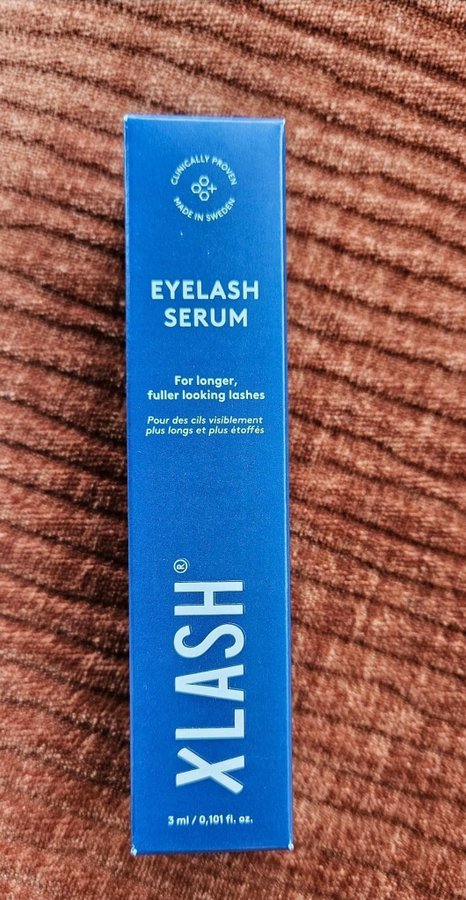 CLINICALLY PROVEN
MADE IN SWEDEN
EYELASH
SERUM
For longer,
fuller looking lashes
Pour des cils visiblement
plus longs et plus étoffés
XLASH®
3 ml / 0,101 fl. oz.